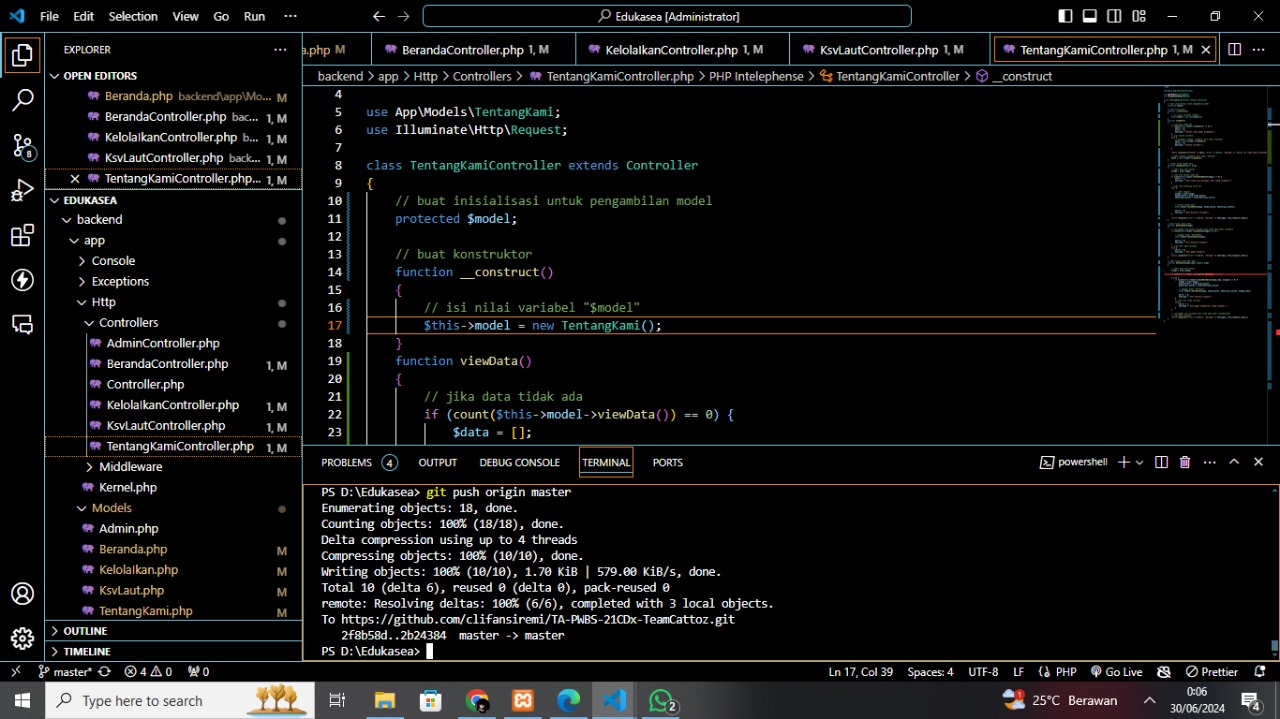 File Edit Selection View Go Run ··· Edukasea [Administrator]
a.php M BerandaController.php 1, M KelolaIkanController.php 1, M KsvLautController.php 1, M TentangKamiController.php 1, M
backend > app > Http > Controllers > TentangKamiController.php > PHP Intelephense > TentangKamiController > __construct
EXPLORER
OPEN EDITORS
Beranda.php backend\app\Mo... M
BerandaController.php bac... 1, M
KelolaIkanController.php b... 1, M
KsvLautController.php back... 1, M
TentangKamiController.php... 1, M
EDUKASEA
backend
app
Console
Exceptions
Http
Controllers
AdminController.php
BerandaController.php 1, M
Controller.php
KelolaIkanController.php 1, M
KsvLautController.php 1, M
TentangKamiController.php 1, M
Middleware
Kernel.php
Models
Admin.php
Beranda.php M
KelolaIkan.php M
KsvLaut.php M
TentangKami.php M
OUTLINE
TIMELINE
8
4
5 use App\Models\TentangKami;
6 use Illuminate\Http\Request;
7
8 class TentangKamiController extends Controller
9 {
10 // buat inisialisasi untuk pengambilan model
11 protected $model;
12
13 // buat konstruktor
14 function __construct()
15 {
16 // isi nilai variabel "$model"
17 $this->model = new TentangKami();
18 }
19 function viewData()
20 {
21 // jika data tidak ada
22 if (count($this->model->viewData()) == 0) {
23 $data = [];
PROBLEMS 4 OUTPUT DEBUG CONSOLE TERMINAL PORTS powershell
PS D:\Edukasea> git push origin master
Enumerating objects: 18, done.
Counting objects: 100% (18/18), done.
Delta compression using up to 4 threads
Compressing objects: 100% (10/10), done.
Writing objects: 100% (10/10), 1.70 KiB | 579.00 KiB/s, done.
Total 10 (delta 6), reused 0 (delta 0), pack-reused 0
remote: Resolving deltas: 100% (6/6), completed with 3 local objects.
To https://github.com/clifansiremi/TA-PWBS-21CDx-TeamCattoz.git
2f8b58d..2b24384 master -> master
PS D:\Edukasea>
master* 4 0 0 Ln 17, Col 39 Spaces: 4 UTF-8 LF PHP Go Live Prettier
Type here to search 2 1 25°C Berawan 0:06
30/06/2024 4